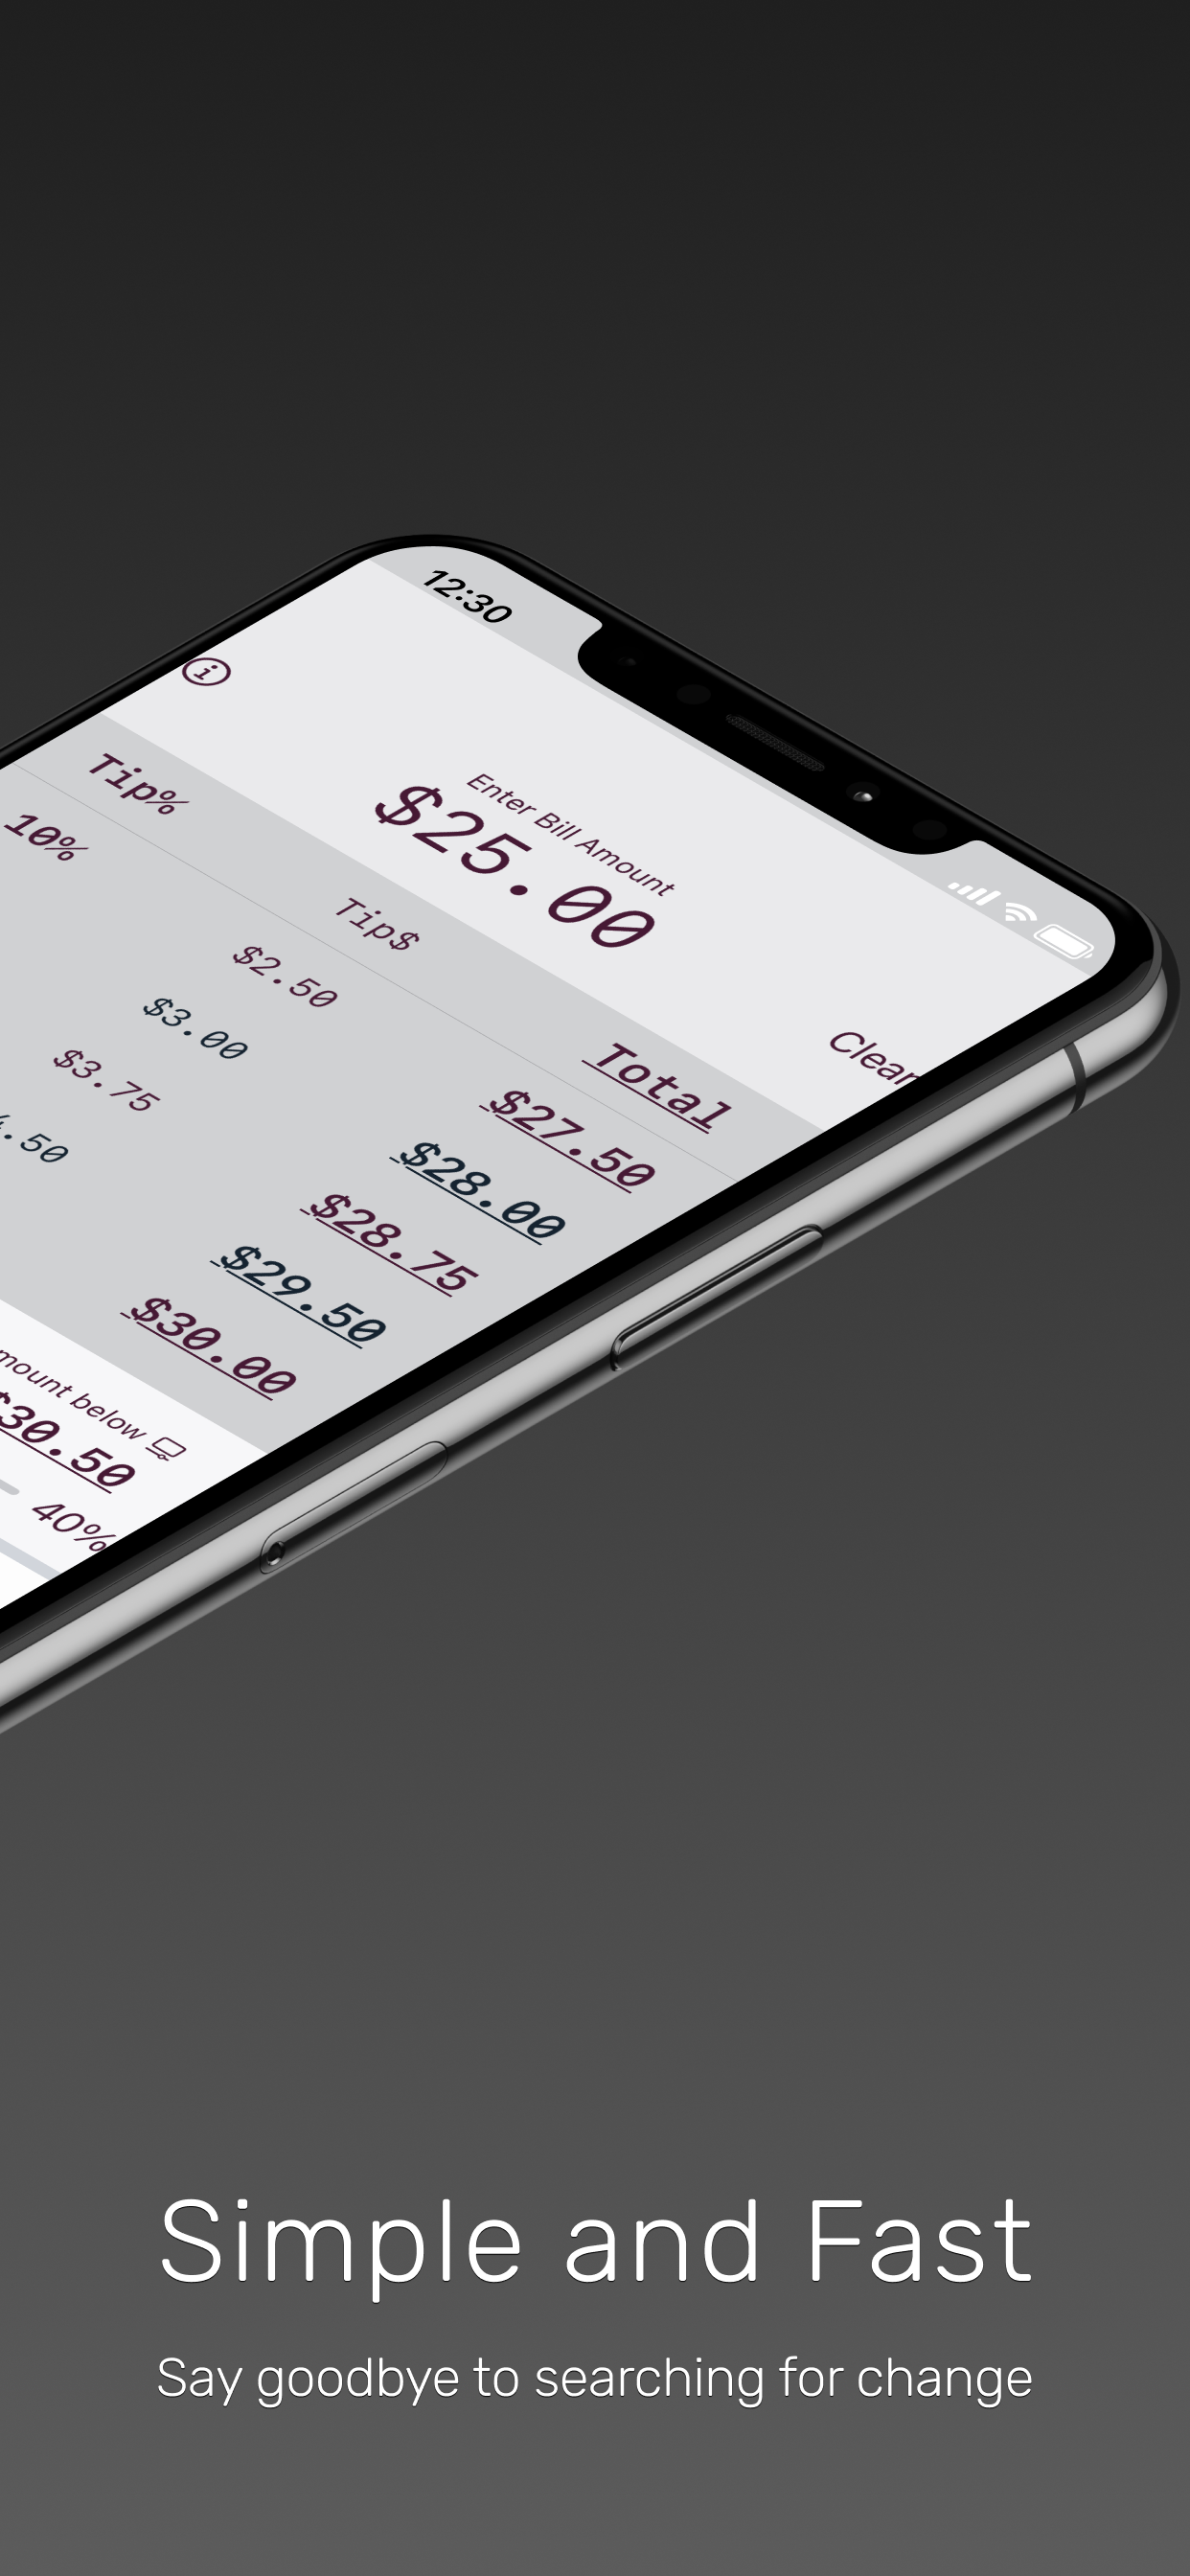 12:30
Enter Bill Amount
$25.00
Clear
Tip% Tip$ Total
10% $2.50 $27.50
$3.00 $28.00
$3.75 $28.75
.50 $29.50
$30.00
below
$30.50
40%
Simple and Fast
Say goodbye to searching for change